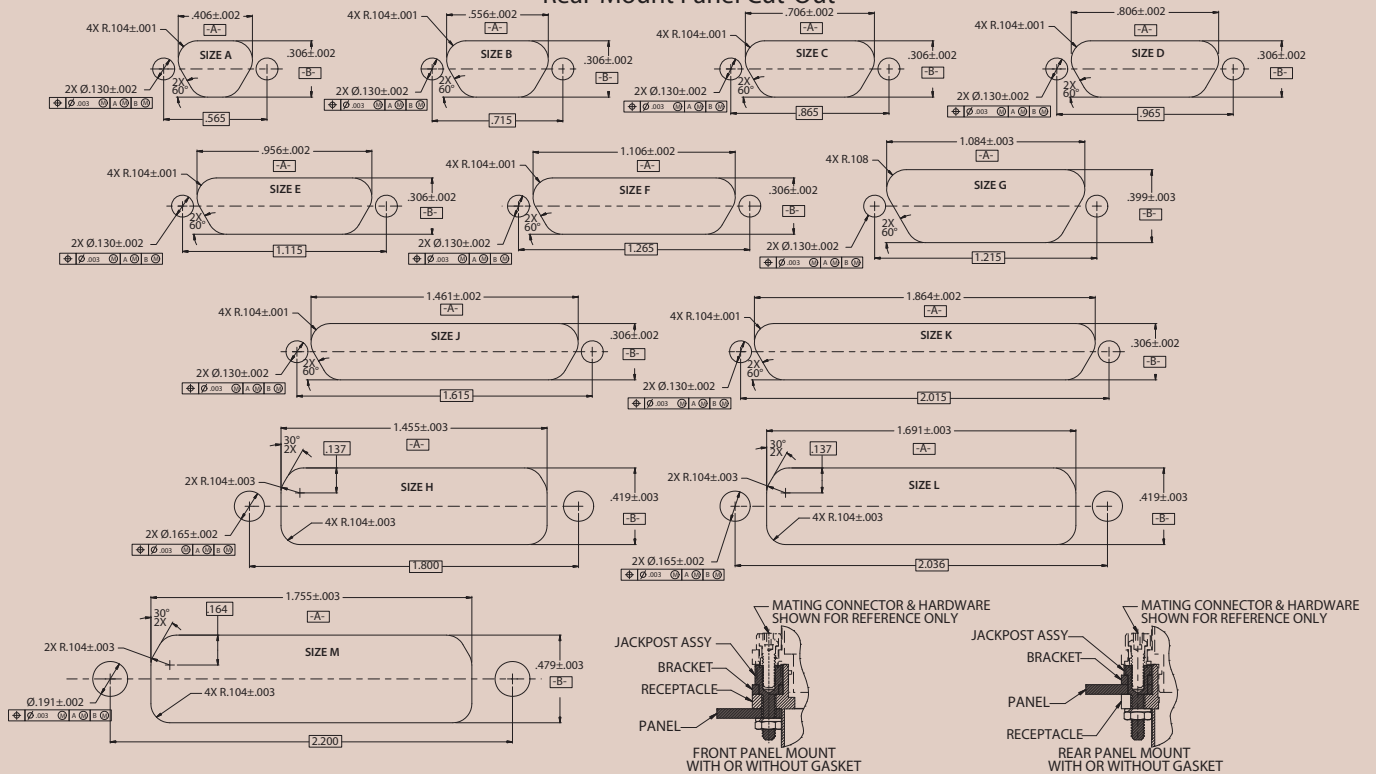 Rear Mount Panel Cut-Out
.406±.002
-A-
4X R.104±.001
SIZE A
.306±.002
-B-
2X
60°
2X Ø.130±.002
⌖ Ø .003 Ⓜ A Ⓜ B Ⓜ
.565
.556±.002
-A-
4X R.104±.001
SIZE B
.306±.002
-B-
2X
60°
2X Ø.130±.002
⌖ Ø .003 Ⓜ A Ⓜ B Ⓜ
.715
.706±.002
-A-
4X R.104±.001
SIZE C
.306±.002
-B-
2X
60°
2X Ø.130±.002
⌖ Ø .003 Ⓜ A Ⓜ B Ⓜ
.865
.806±.002
-A-
4X R.104±.001
SIZE D
.306±.002
-B-
2X
60°
2X Ø.130±.002
⌖ Ø .003 Ⓜ A Ⓜ B Ⓜ
.965
.956±.002
-A-
4X R.104±.001
SIZE E
.306±.002
-B-
2X
60°
2X Ø.130±.002
⌖ Ø .003 Ⓜ A Ⓜ B Ⓜ
1.115
1.106±.002
-A-
4X R.104±.001
SIZE F
.306±.002
-B-
2X
60°
2X Ø.130±.002
⌖ Ø .003 Ⓜ A Ⓜ B Ⓜ
1.265
1.084±.003
-A-
4X R.108
SIZE G
.399±.003
-B-
2X
60°
2X Ø.130±.002
⌖ Ø .003 Ⓜ A Ⓜ B Ⓜ
1.215
1.461±.002
-A-
4X R.104±.001
SIZE J
.306±.002
-B-
2X
60°
2X Ø.130±.002
⌖ Ø .003 Ⓜ A Ⓜ B Ⓜ
1.615
1.864±.002
-A-
4X R.104±.001
SIZE K
.306±.002
-B-
2X
60°
2X Ø.130±.002
⌖ Ø .003 Ⓜ A Ⓜ B Ⓜ
2.015
1.455±.003
-A-
30°
2X
.137
2X R.104±.003
SIZE H
.419±.003
-B-
4X R.104±.003
2X Ø.165±.002
⌖ Ø .003 Ⓜ A Ⓜ B Ⓜ
1.800
1.691±.003
-A-
30°
2X
.137
2X R.104±.003
SIZE L
.419±.003
-B-
4X R.104±.003
2X Ø.165±.002
⌖ Ø .003 Ⓜ A Ⓜ B Ⓜ
2.036
1.755±.003
-A-
30°
2X
.164
2X R.104±.003
SIZE M
.479±.003
-B-
4X R.104±.003
Ø.191±.002
⌖ Ø .003 Ⓜ A Ⓜ B Ⓜ
2.200
MATING CONNECTOR & HARDWARE
SHOWN FOR REFERENCE ONLY
JACKPOST ASSY
BRACKET
RECEPTACLE
PANEL
FRONT PANEL MOUNT
WITH OR WITHOUT GASKET
MATING CONNECTOR & HARDWARE
SHOWN FOR REFERENCE ONLY
JACKPOST ASSY
BRACKET
PANEL
RECEPTACLE
REAR PANEL MOUNT
WITH OR WITHOUT GASKET